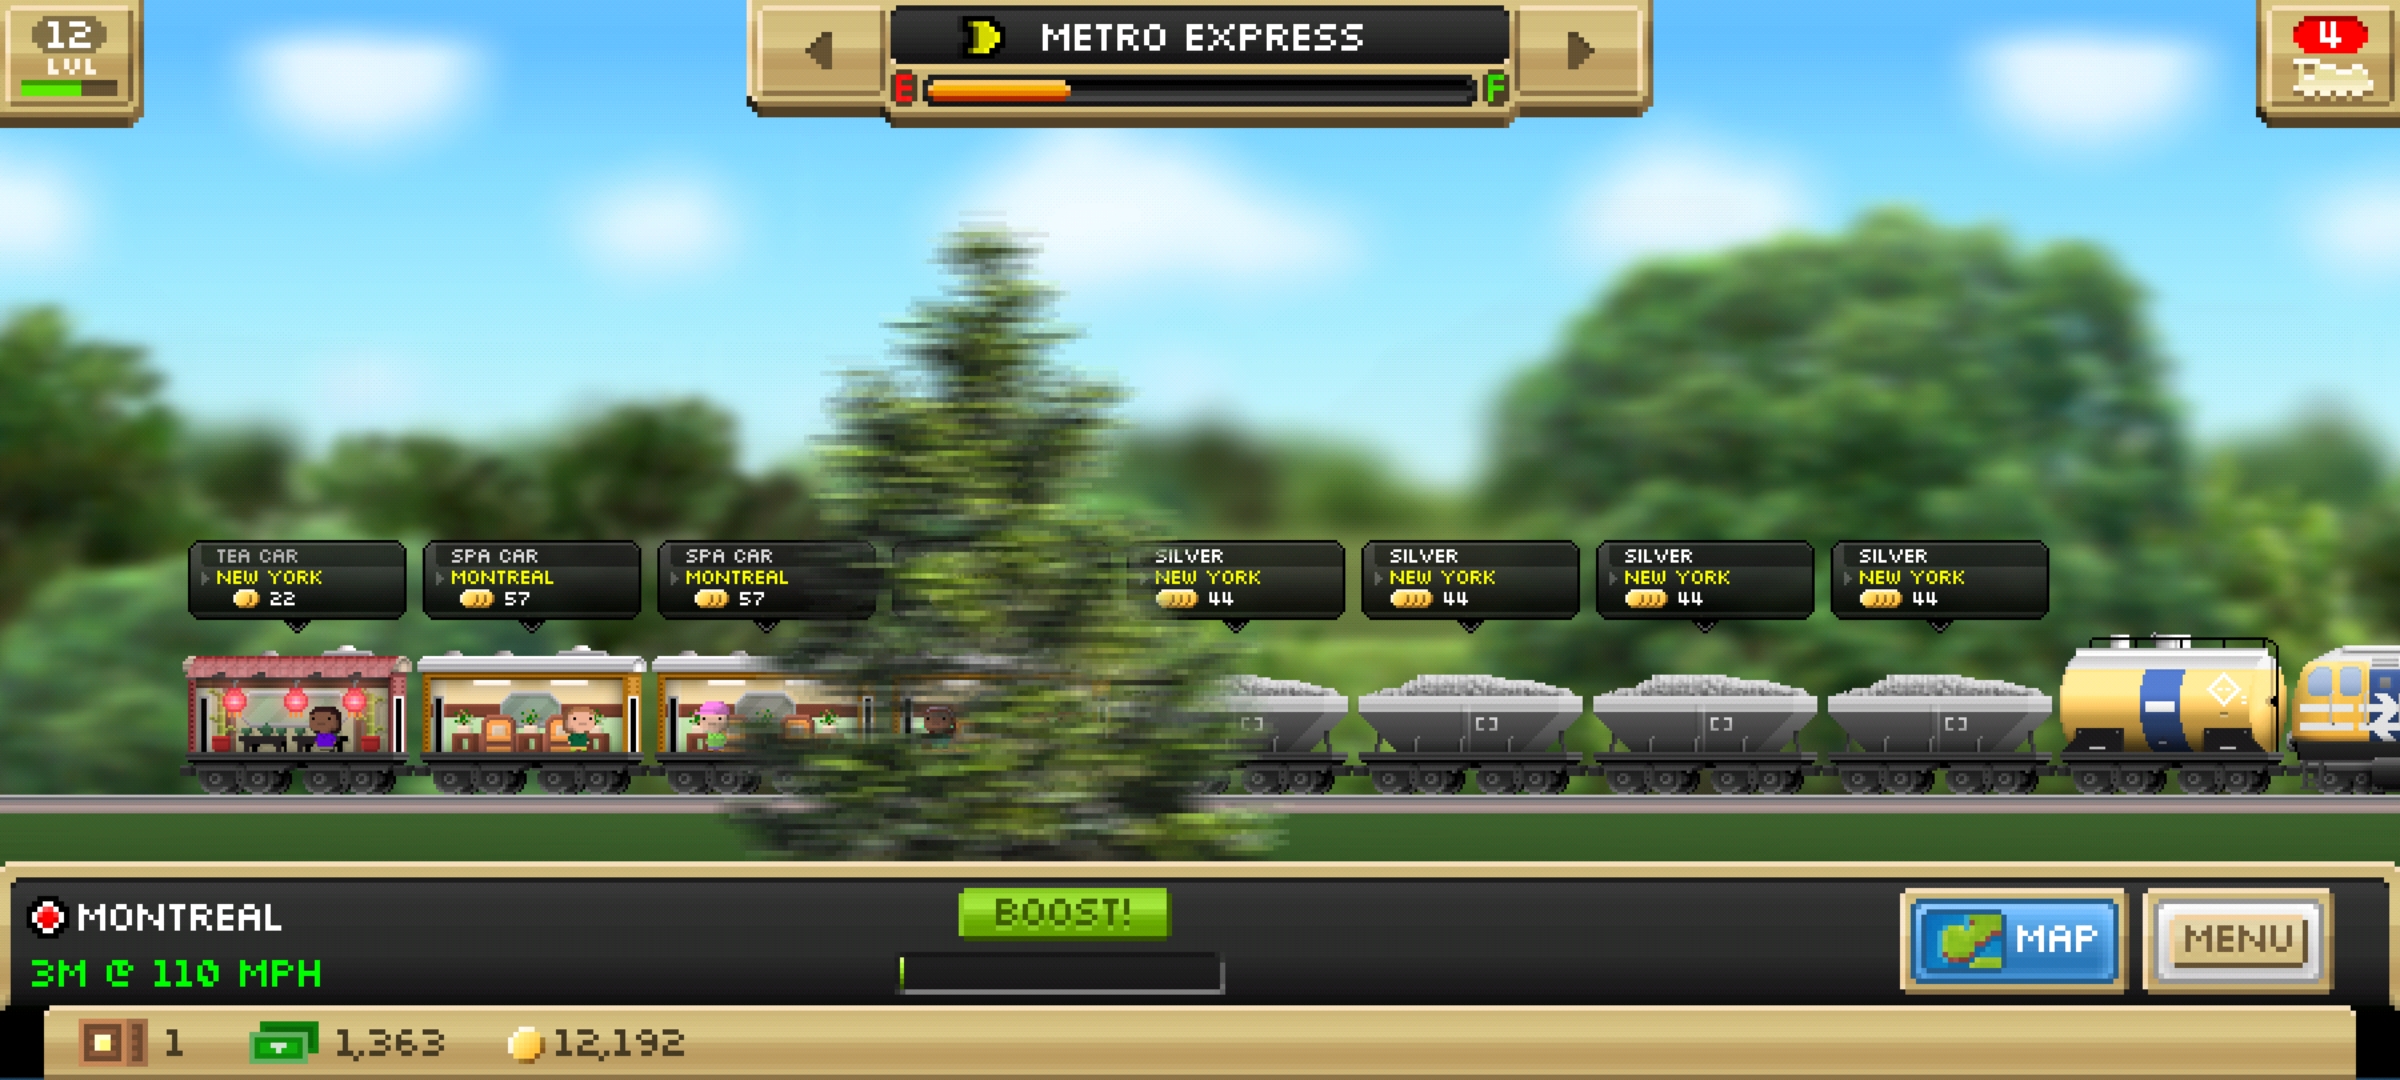 12
LVL
METRO EXPRESS
E F
4
TEA CAR
NEW YORK
22
SPA CAR
MONTREAL
57
SPA CAR
MONTREAL
57
SILVER
NEW YORK
44
SILVER
NEW YORK
44
SILVER
NEW YORK
44
SILVER
NEW YORK
44
MONTREAL
3M @ 110 MPH
BOOST!
MAP
MENU
1
1,363
12,192